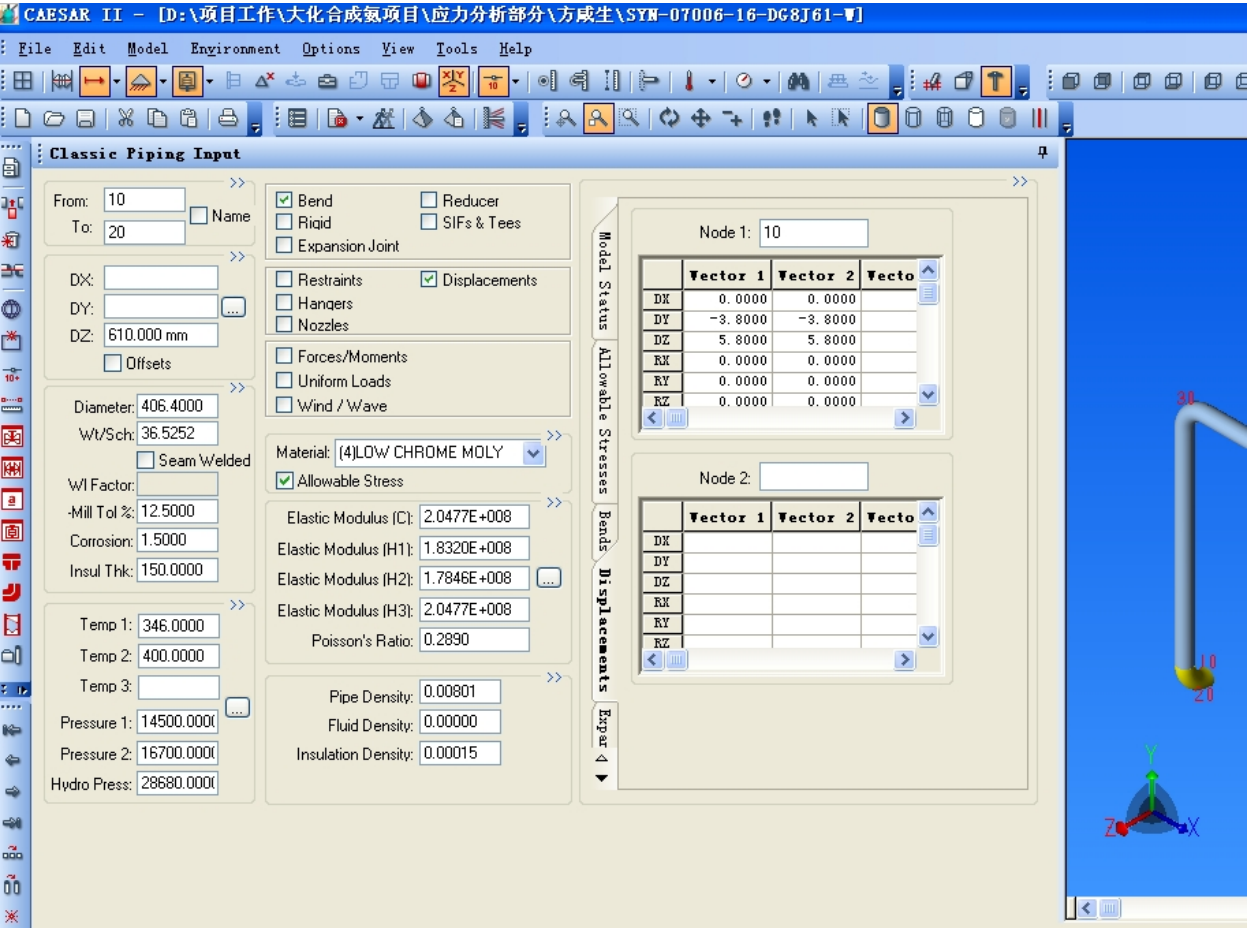 CAESAR II - [D:\项目工作\大化合成氨项目\应力分析部分\方咸生\SYN-07006-16-DG8J61-W]
File Edit Model Environment Options View Tools Help
Classic Piping Input
From: 10
Name
To: 20
DX:
DY:
...
DZ: 610.000 mm
Offsets
Diameter: 406.4000
Wt/Sch: 36.5252
Seam Welded
WI Factor:
-Mill Tol %: 12.5000
Corrosion: 1.5000
Insul Thk: 150.0000
Temp 1: 346.0000
Temp 2: 400.0000
Temp 3:
...
Pressure 1: 14500.000(
Pressure 2: 16700.000(
Hydro Press: 28680.000(
Bend Reducer
Rigid SIFs & Tees
Expansion Joint
Restraints Displacements
Hangers
Nozzles
Forces/Moments
Uniform Loads
Wind / Wave
Material: (4)LOW CHROME MOLY
Allowable Stress
Elastic Modulus (C): 2.0477E+008
Elastic Modulus (H1): 1.8320E+008
Elastic Modulus (H2): 1.7846E+008 ...
Elastic Modulus (H3): 2.0477E+008
Poisson's Ratio: 0.2890
Pipe Density: 0.00801
Fluid Density: 0.00000
Insulation Density: 0.00015
Model Status
Allowable Stresses
Bends
Displacements
Expar
Node 1: 10
Vector 1 Vector 2 Vecto
DX 0.0000 0.0000
DY -3.8000 -3.8000
DZ 5.8000 5.8000
RX 0.0000 0.0000
RY 0.0000 0.0000
RZ 0.0000 0.0000
Node 2:
Vector 1 Vector 2 Vecto
DX
DY
DZ
RX
RY
RZ
30
10
20
Y
Z X